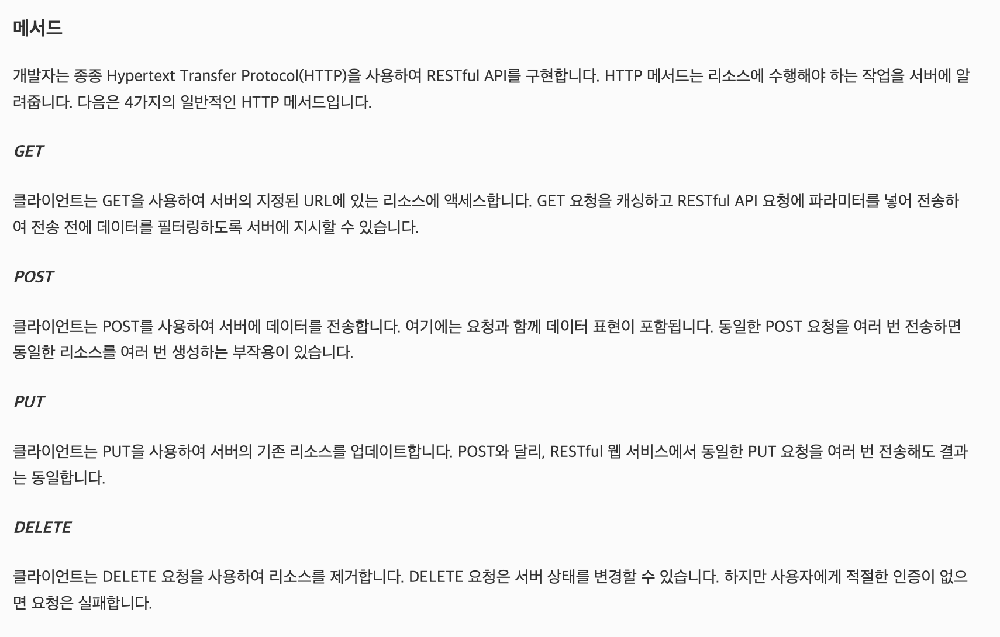 메서드
개발자는 종종 Hypertext Transfer Protocol(HTTP)을 사용하여 RESTful API를 구현합니다. HTTP 메서드는 리소스에 수행해야 하는 작업을 서버에 알
려줍니다. 다음은 4가지의 일반적인 HTTP 메서드입니다.
GET
클라이언트는 GET을 사용하여 서버의 지정된 URL에 있는 리소스에 액세스합니다. GET 요청을 캐싱하고 RESTful API 요청에 파라미터를 넣어 전송하
여 전송 전에 데이터를 필터링하도록 서버에 지시할 수 있습니다.
POST
클라이언트는 POST를 사용하여 서버에 데이터를 전송합니다. 여기에는 요청과 함께 데이터 표현이 포함됩니다. 동일한 POST 요청을 여러 번 전송하면
동일한 리소스를 여러 번 생성하는 부작용이 있습니다.
PUT
클라이언트는 PUT을 사용하여 서버의 기존 리소스를 업데이트합니다. POST와 달리, RESTful 웹 서비스에서 동일한 PUT 요청을 여러 번 전송해도 결과
는 동일합니다.
DELETE
클라이언트는 DELETE 요청을 사용하여 리소스를 제거합니다. DELETE 요청은 서버 상태를 변경할 수 있습니다. 하지만 사용자에게 적절한 인증이 없으
면 요청은 실패합니다.